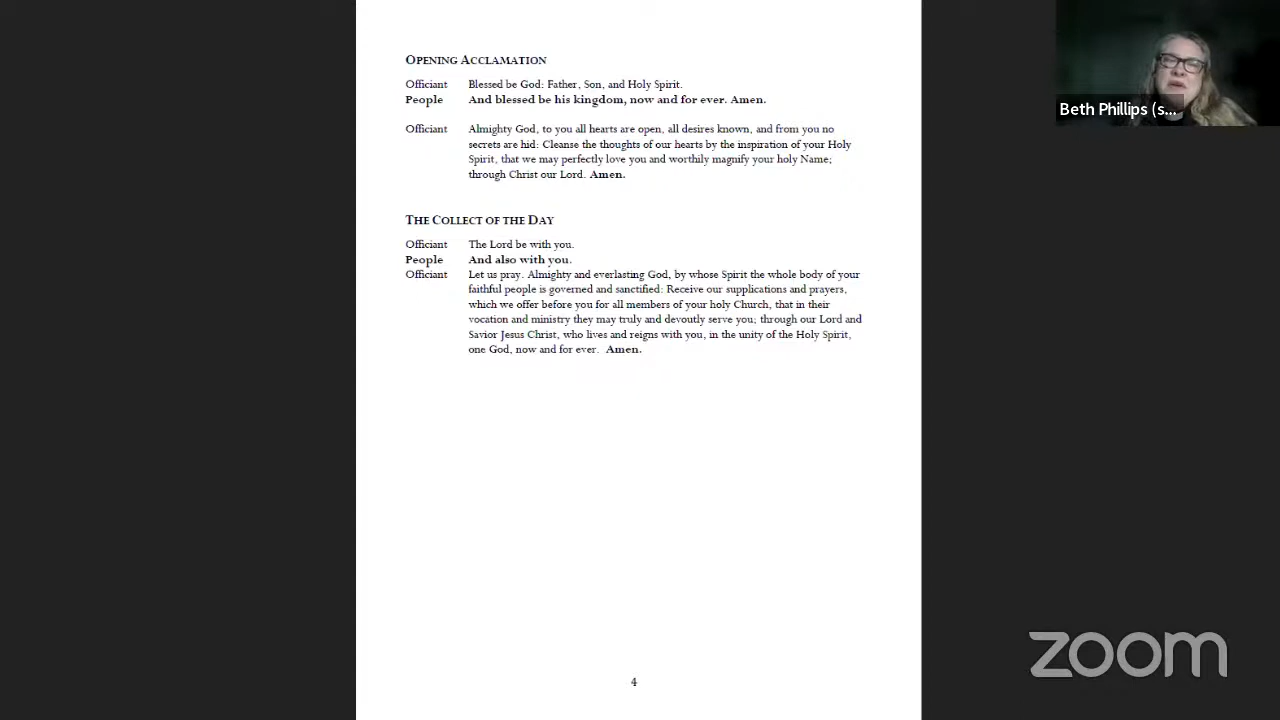 OPENING ACCLAMATION
Officiant Blessed be God: Father, Son, and Holy Spirit.
People And blessed be his kingdom, now and for ever. Amen.
Officiant Almighty God, to you all hearts are open, all desires known, and from you no
secrets are hid: Cleanse the thoughts of our hearts by the inspiration of your Holy
Spirit, that we may perfectly love you and worthily magnify your holy Name;
through Christ our Lord. Amen.
THE COLLECT OF THE DAY
Officiant The Lord be with you.
People And also with you.
Officiant Let us pray. Almighty and everlasting God, by whose Spirit the whole body of your
faithful people is governed and sanctified: Receive our supplications and prayers,
which we offer before you for all members of your holy Church, that in their
vocation and ministry they may truly and devoutly serve you; through our Lord and
Savior Jesus Christ, who lives and reigns with you, in the unity of the Holy Spirit,
one God, now and for ever. Amen.
4
Beth Phillips (s...
zoom